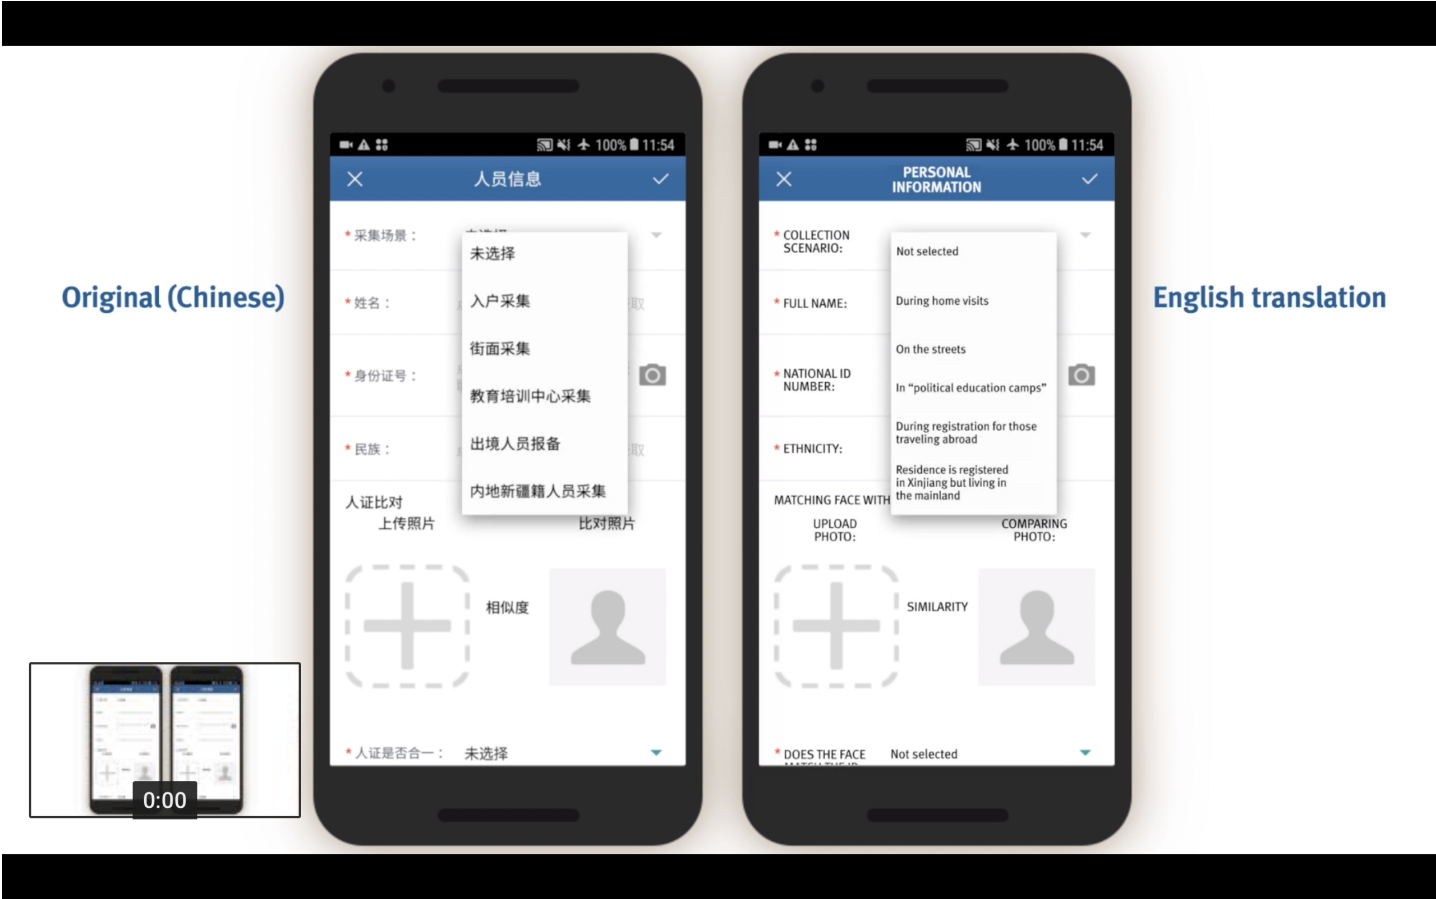 Original (Chinese)
100% 11:54
人员信息
* 采集场景：
未选择
入户采集
* 姓名：
街面采集
* 身份证号：
教育培训中心采集
出境人员报备
* 民族：
取
内地新疆籍人员采集
人证比对
上传照片
比对照片
相似度
* 人证是否合一：
未选择
English translation
100% 11:54
PERSONAL
INFORMATION
* COLLECTION
SCENARIO:
Not selected
During home visits
* FULL NAME:
On the streets
* NATIONAL ID
NUMBER:
In “political education camps”
During registration for those
traveling abroad
* ETHNICITY:
Residence is registered
in Xinjiang but living in
the mainland
MATCHING FACE WITH
UPLOAD
PHOTO:
COMPARING
PHOTO:
SIMILARITY
* DOES THE FACE
Not selected
0:00